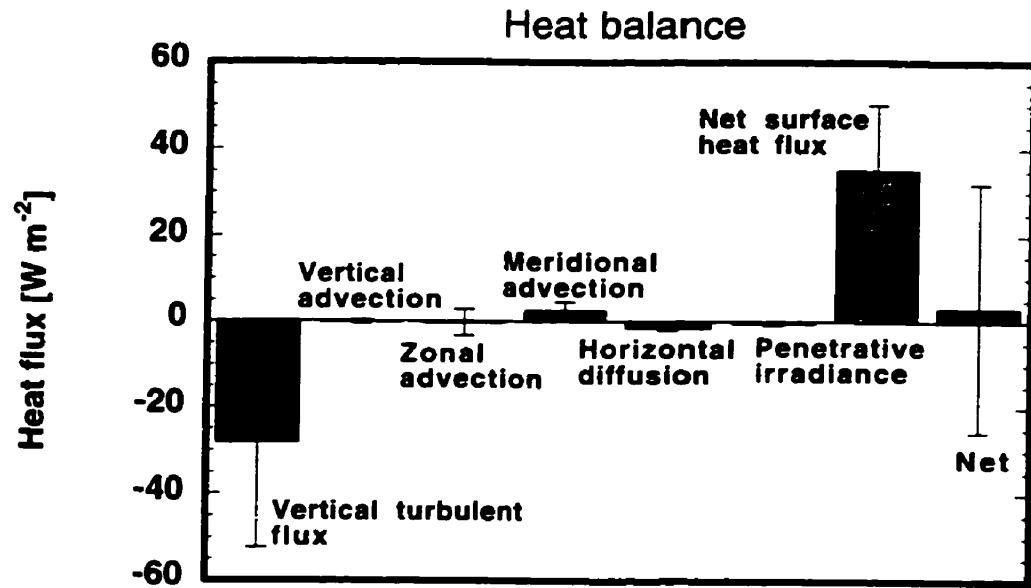 Heat balance
Heat flux [W m-2]
60
40
20
0
-20
-40
-60
Vertical turbulent
flux
Vertical
advection
Zonal
advection
Meridional
advection
Horizontal
diffusion
Penetrative
irradiance
Net surface
heat flux
Net